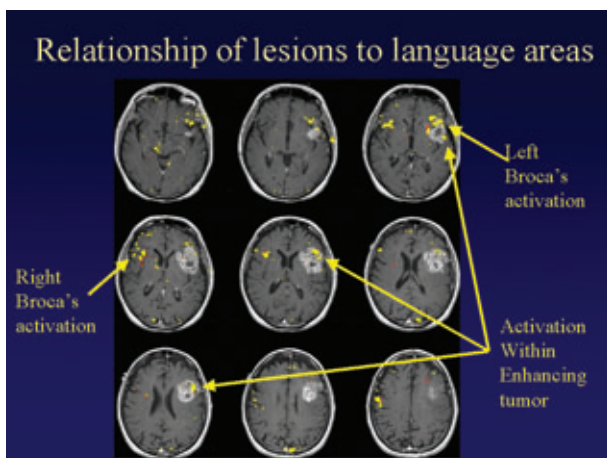 Relationship of lesions to language areas
Left
Broca's
activation
Right
Broca's
activation
Activation
Within
Enhancing
tumor